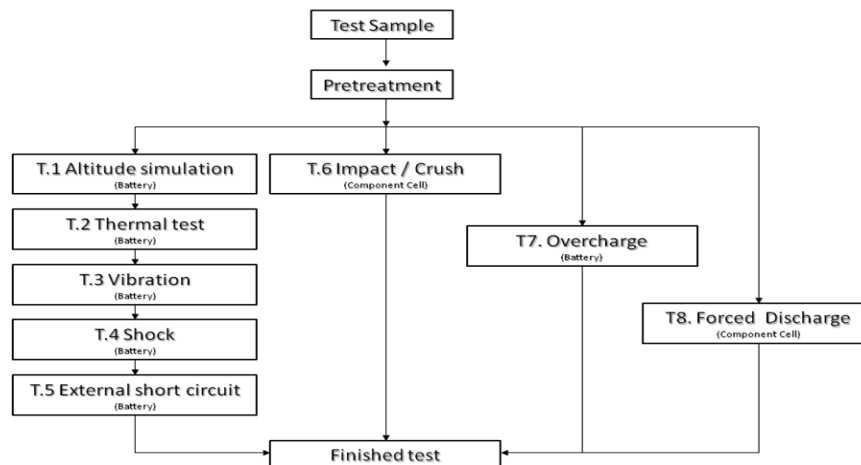 Test Sample
Pretreatment
T.1 Altitude simulation
(Battery)
T.2 Thermal test
(Battery)
T.3 Vibration
(Battery)
T.4 Shock
(Battery)
T.5 External short circuit
(Battery)
T.6 Impact / Crush
(Component Cell)
T7. Overcharge
(Battery)
T8. Forced Discharge
(Component Cell)
Finished test